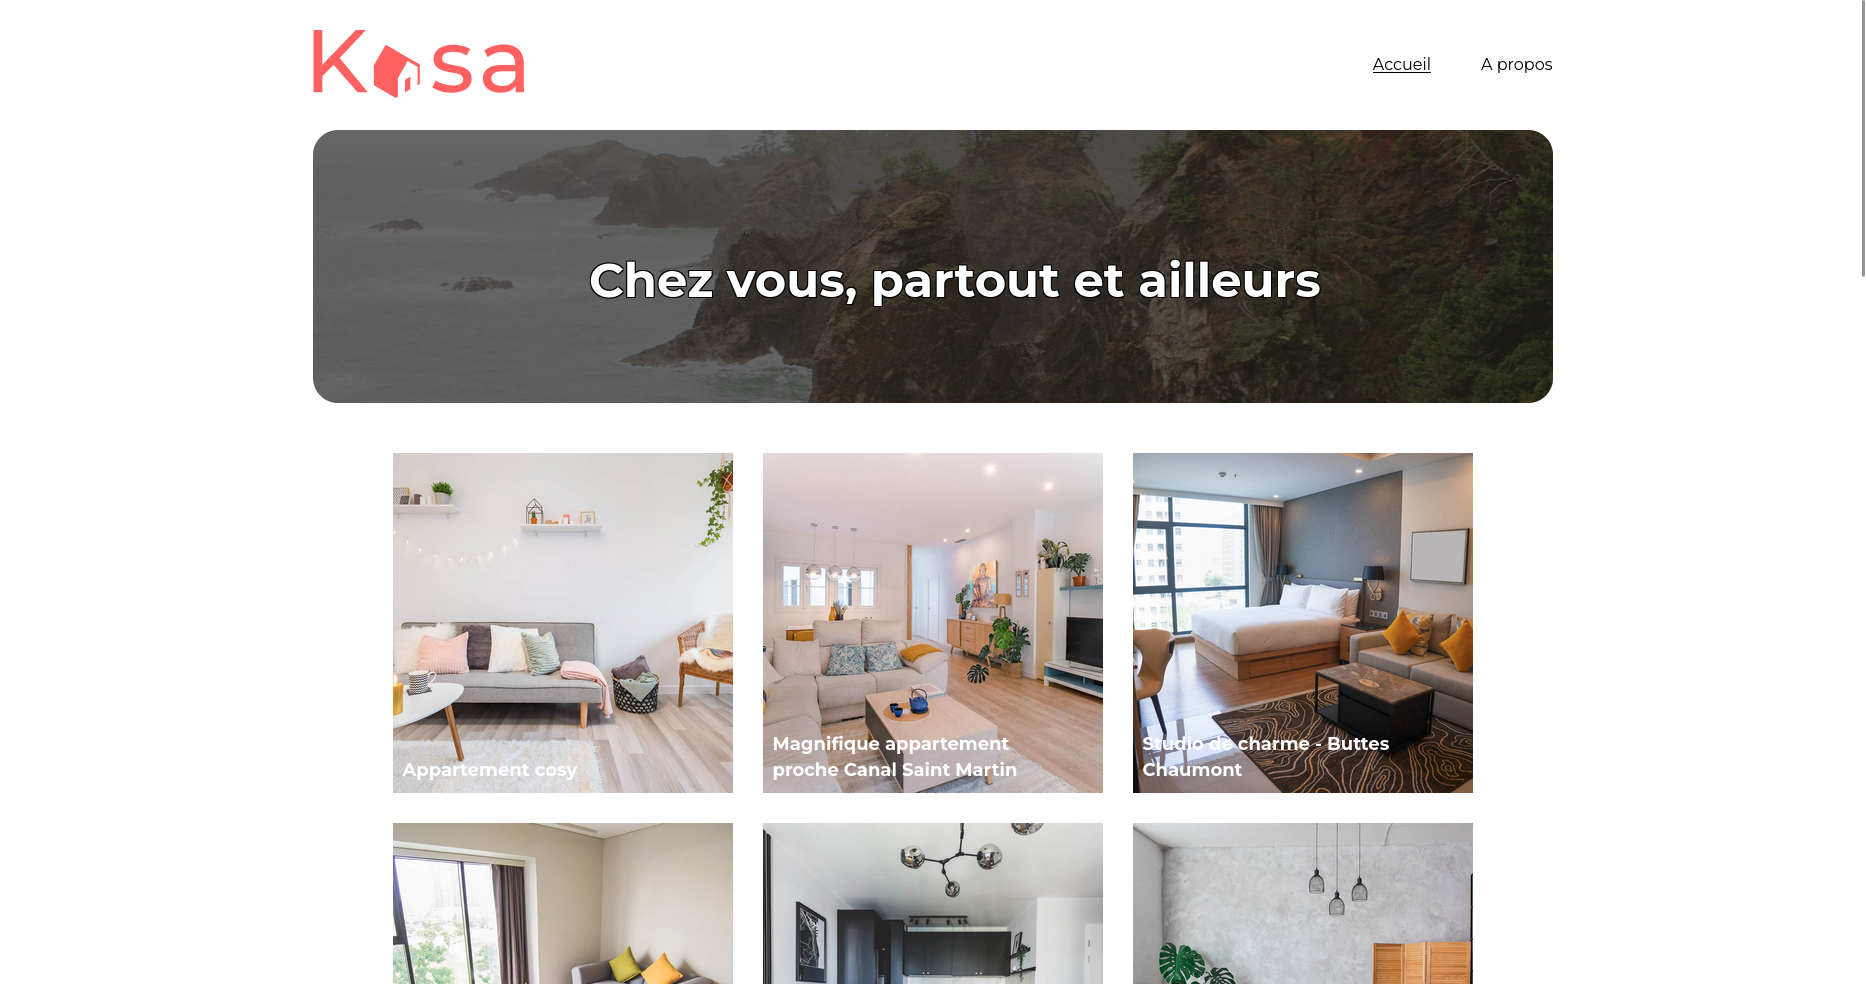 Kasa
Accueil
A propos
Chez vous, partout et ailleurs
Appartement cosy
Magnifique appartement
proche Canal Saint Martin
Studio de charme - Buttes
Chaumont